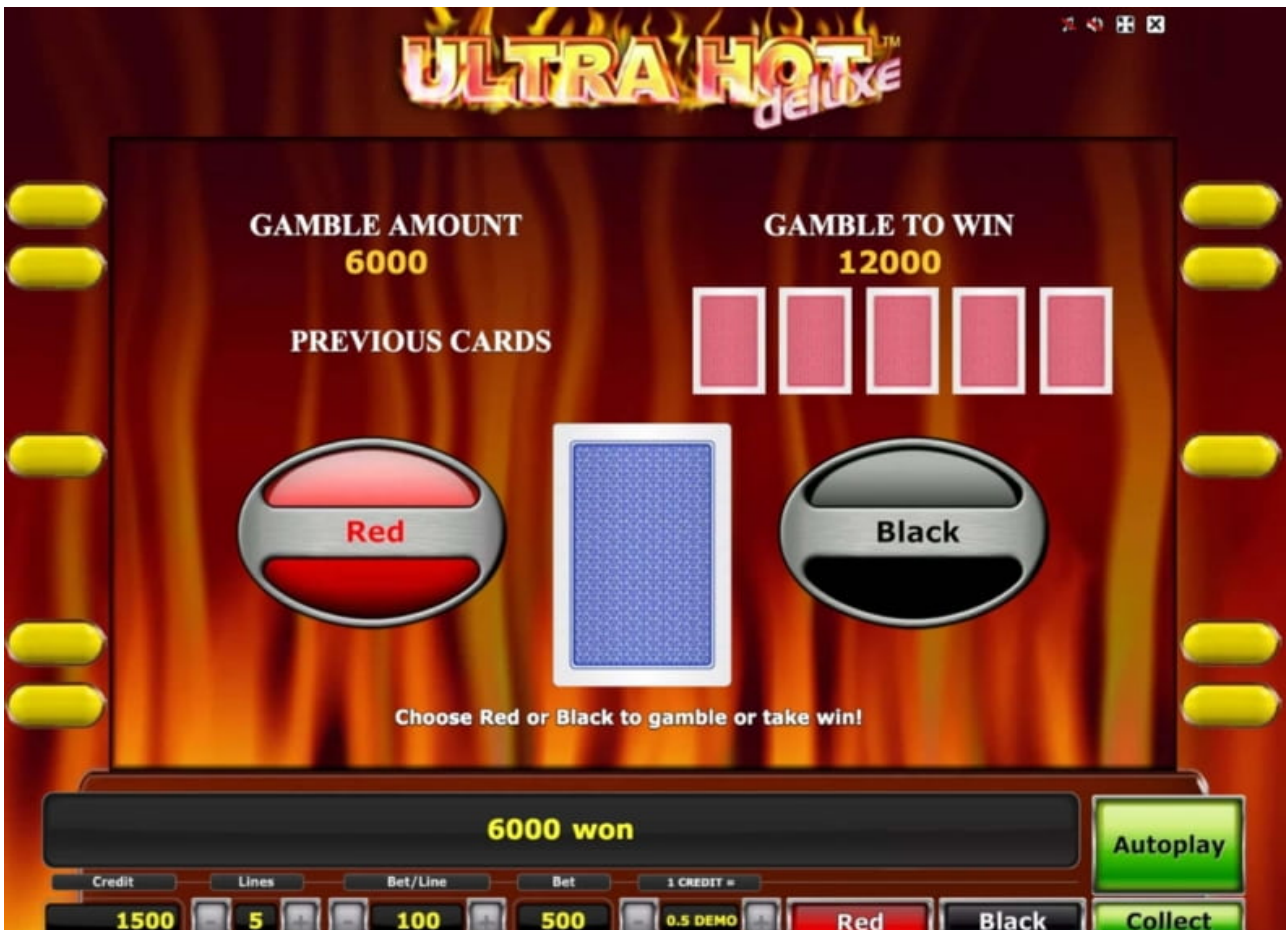 ULTRA HOT™
deluxe
GAMBLE AMOUNT
6000
GAMBLE TO WIN
12000
PREVIOUS CARDS
Red
Black
Choose Red or Black to gamble or take win!
6000 won
Autoplay
Credit Lines Bet/Line Bet 1 CREDIT =
1500 - 5 + - 100 + 500 - 0.5 DEMO + Red Black Collect